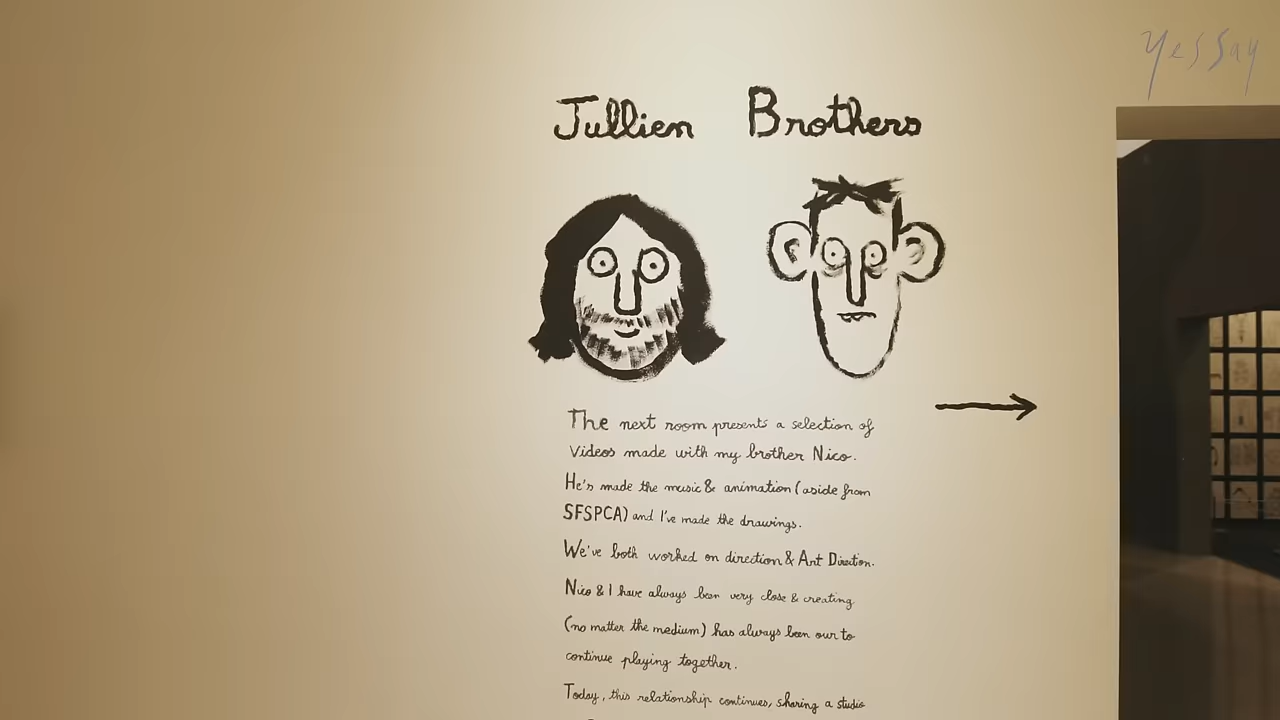 yes say
Jullien Brothers
The next room presents a selection of
videos made with my brother Nico.
He's made the music & animation (aside from
SFSPCA) and I've made the drawings.
We've both worked on direction & Art Direction.
Nico & I have always been very close & creating
(no matter the medium) has always been our to
continue playing together.
Today, this relationship continues, sharing a studio